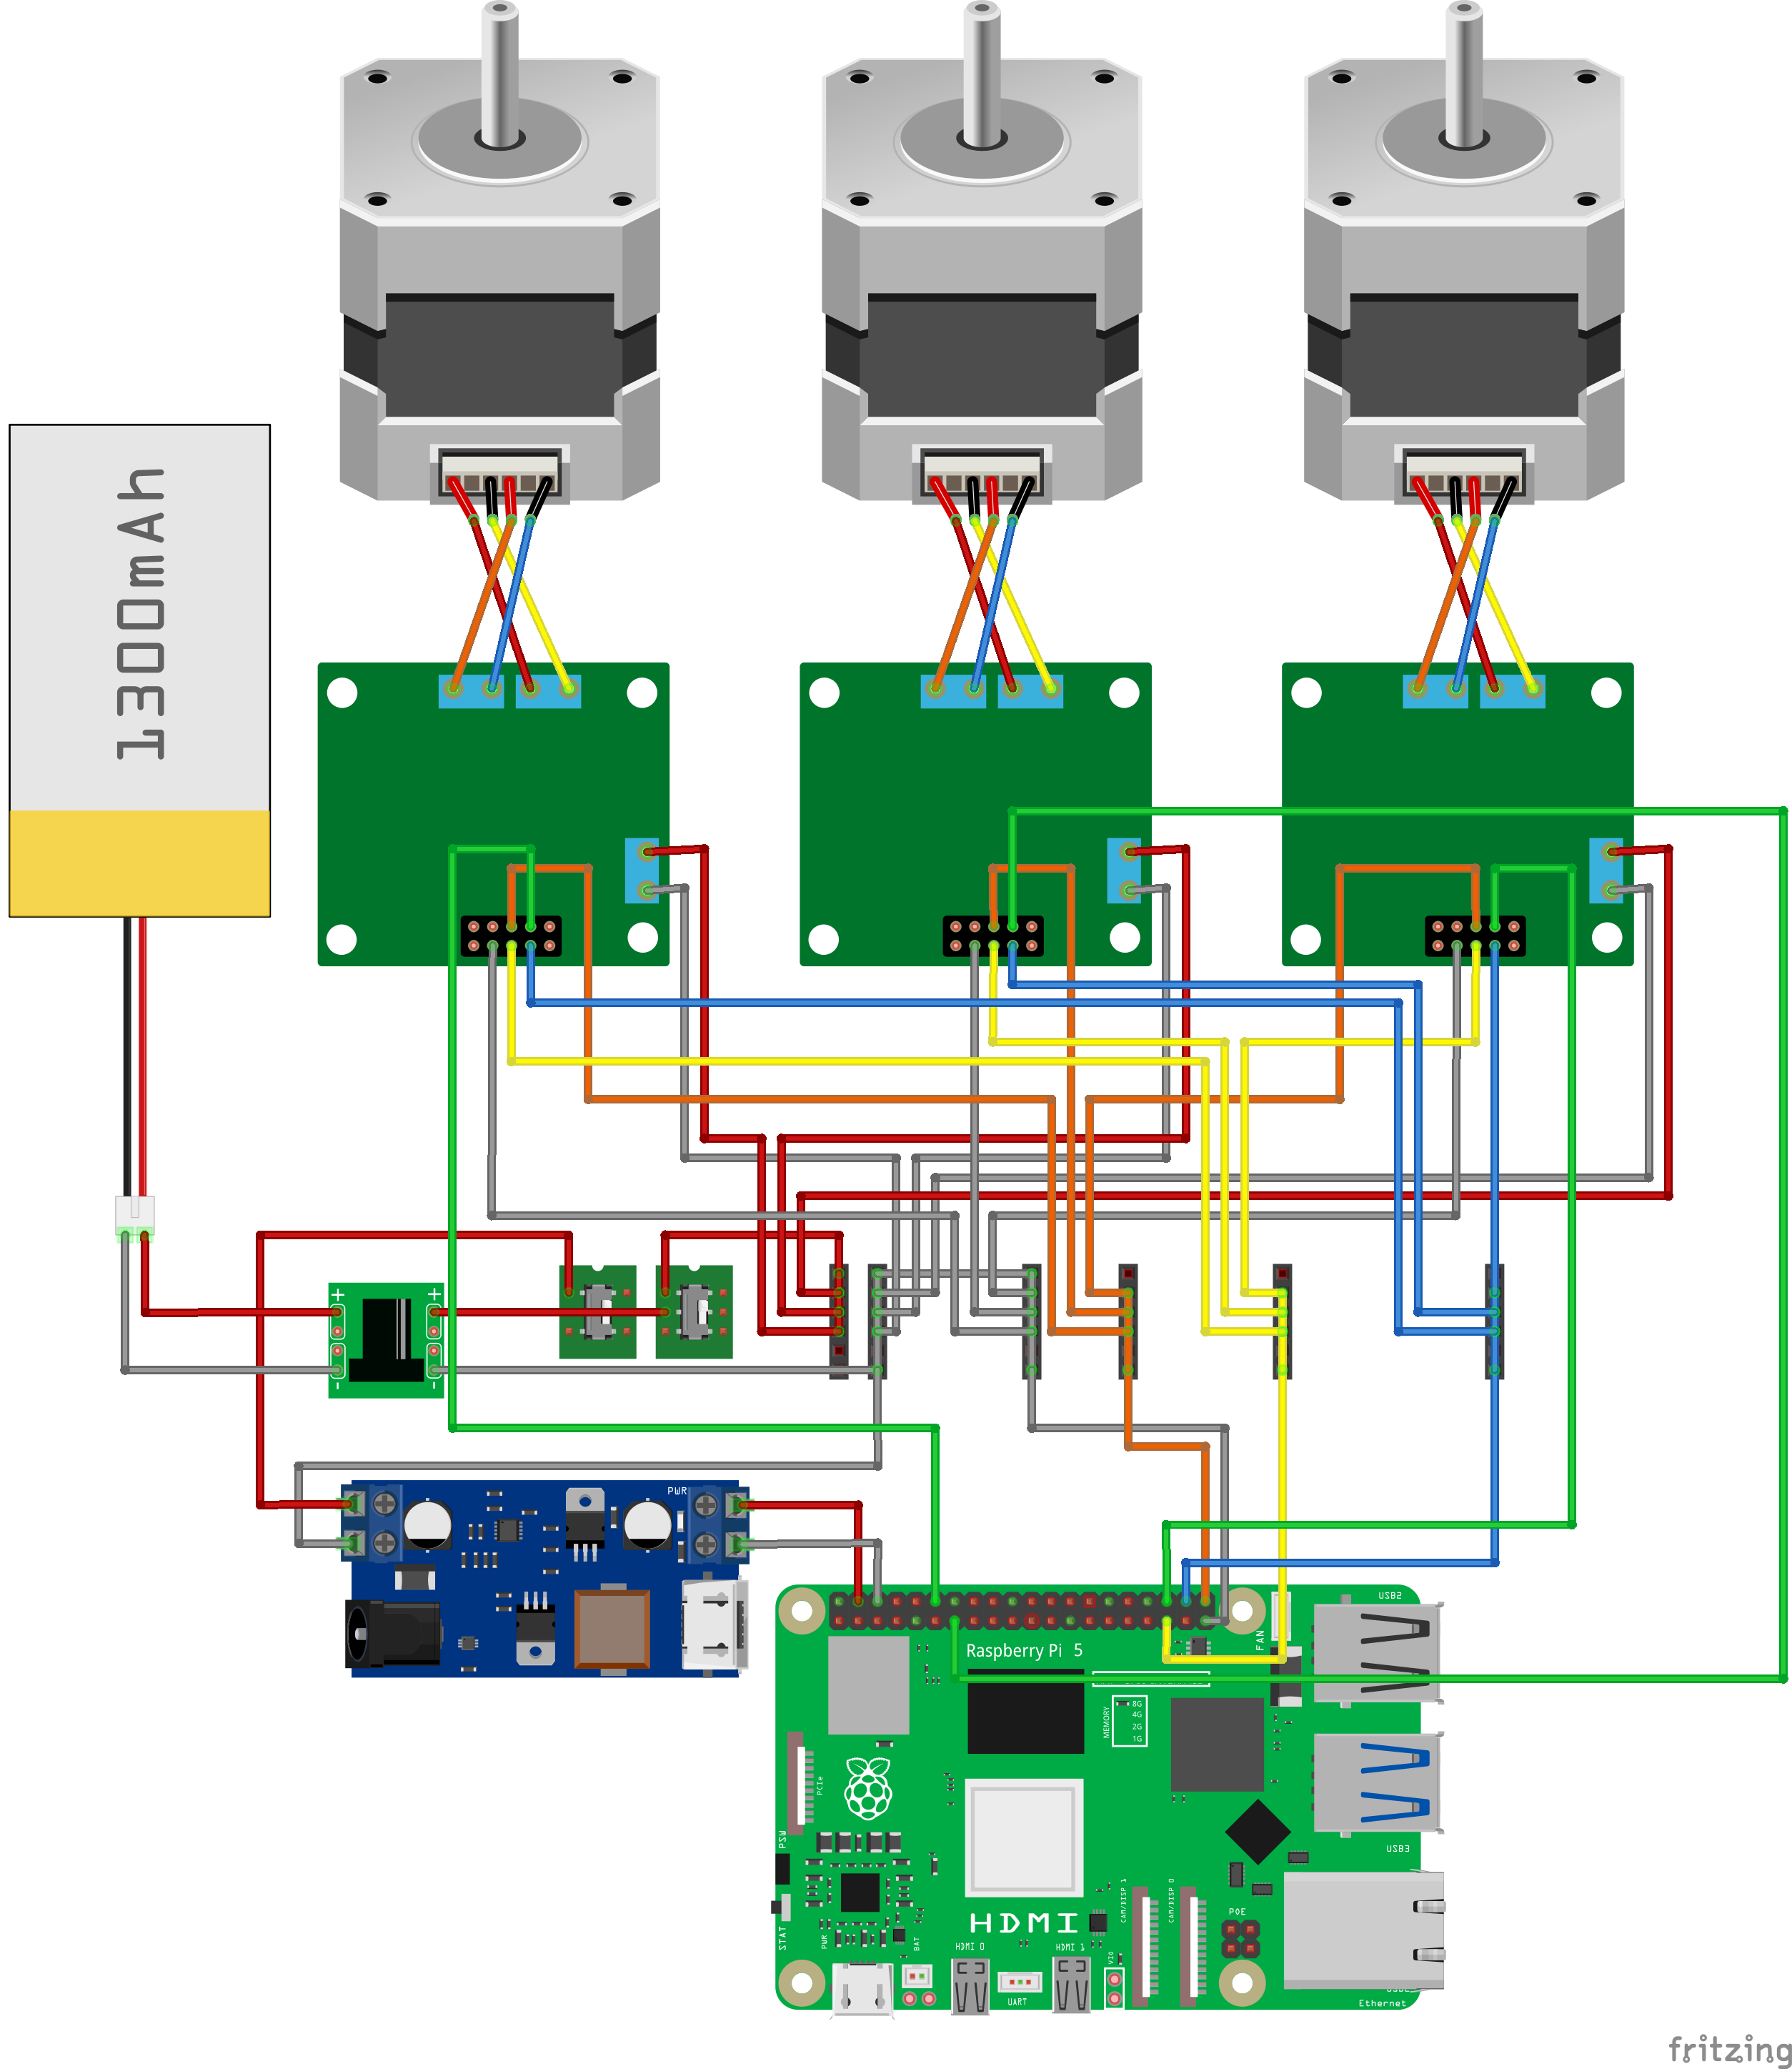 1300mAh
+
+
-
-
PWR
USB2
Raspberry Pi 5
FAN
8G
4G
2G
1G
MEMORY
PCIe
PSW
USB3
CAM/DISP 1
CAM/DISP 0
HDMI
POE
STAT
PWR
BAT
HDMI 0
HDMI 1
VIO
UART
Ethernet
fritzing